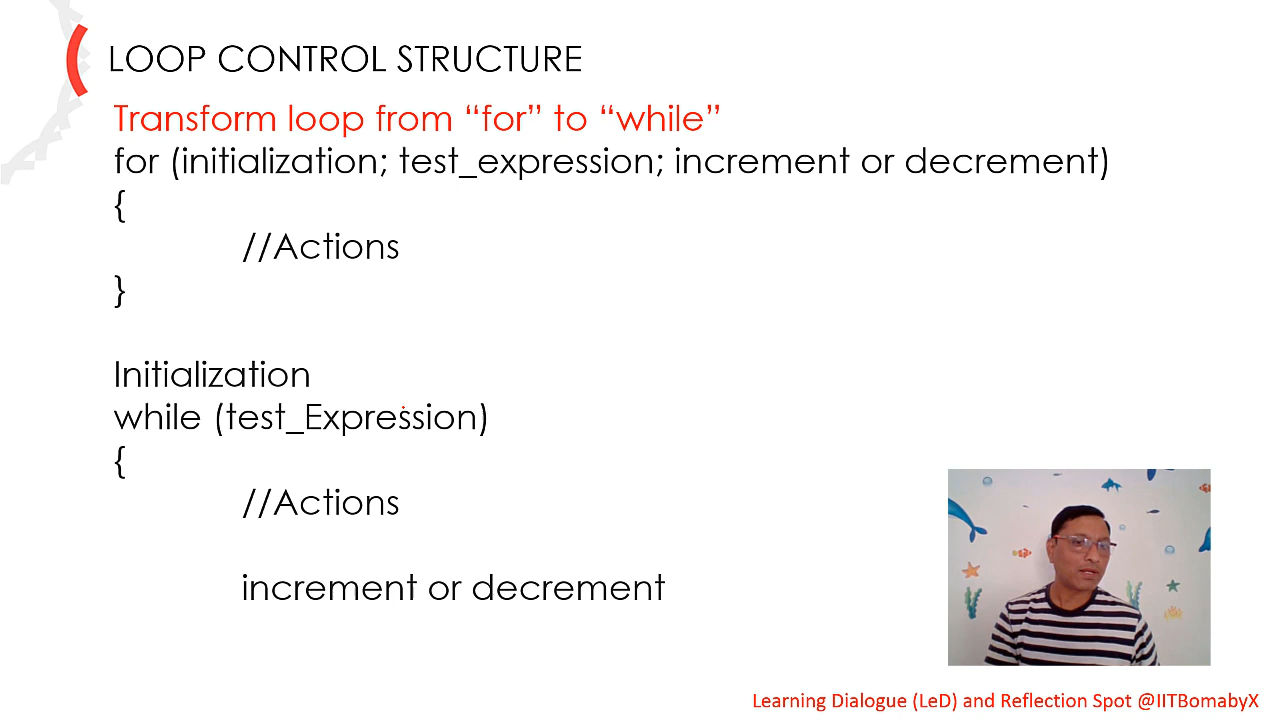 LOOP CONTROL STRUCTURE
Transform loop from “for” to “while”
for (initialization; test_expression; increment or decrement)
{
//Actions
}
Initialization
while (test_Expression)
{
//Actions
increment or decrement
Learning Dialogue (LeD) and Reflection Spot @IITBomabyX